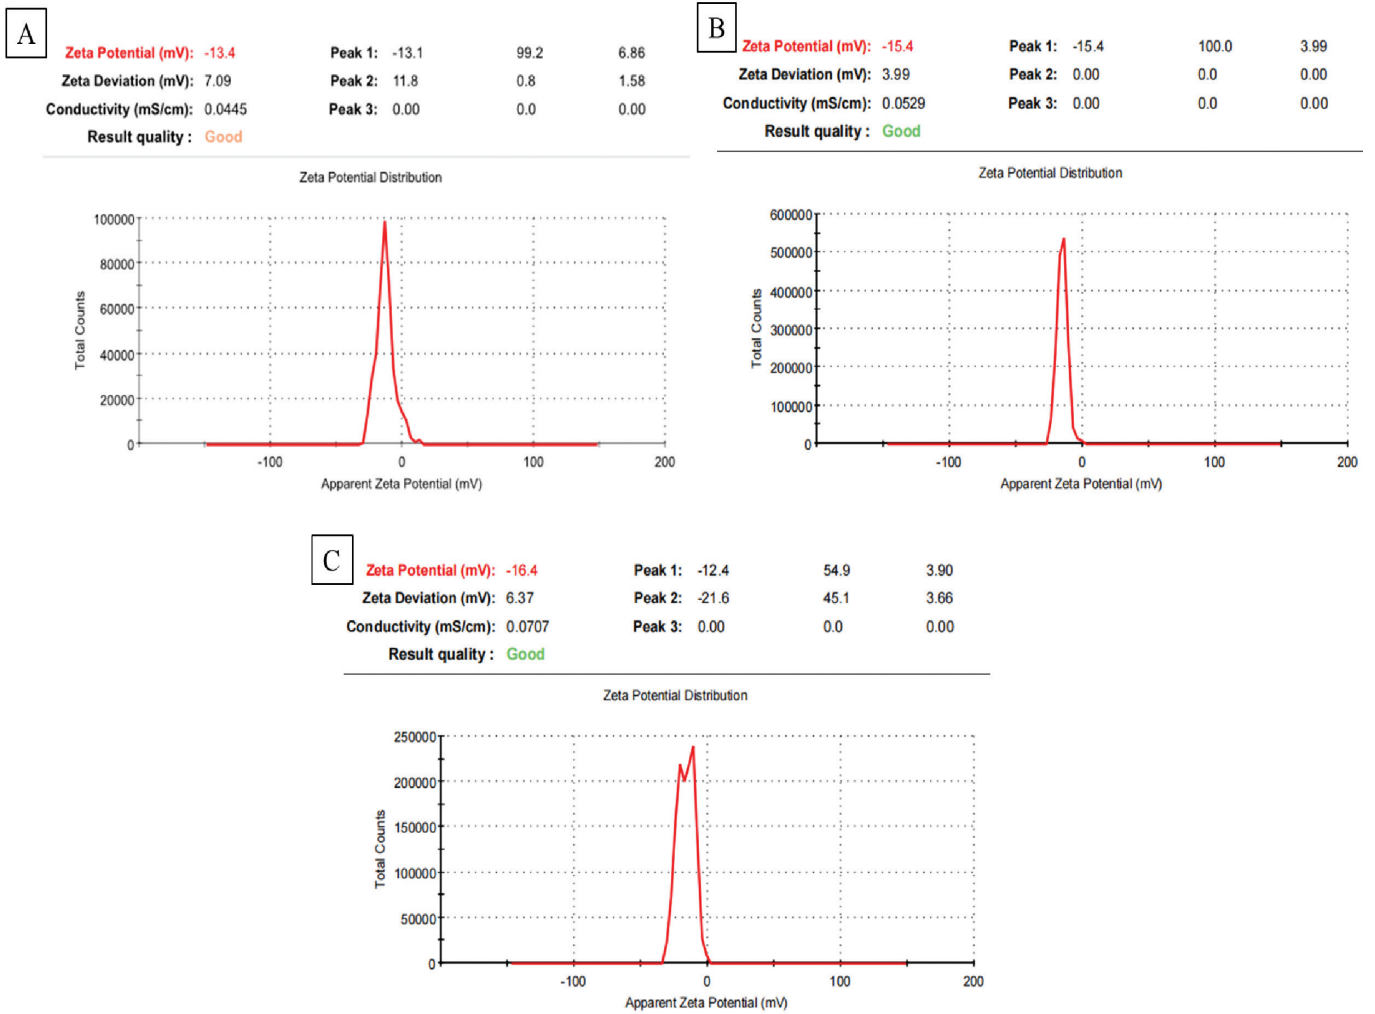 A
Zeta Potential (mV): -13.4 Peak 1: -13.1 99.2 6.86
Zeta Deviation (mV): 7.09 Peak 2: 11.8 0.8 1.58
Conductivity (mS/cm): 0.0445 Peak 3: 0.00 0.0 0.00
Result quality : Good
Zeta Potential Distribution
100000
80000
60000
40000
20000
0
Total Counts
-100 0 100 200
Apparent Zeta Potential (mV)
B
Zeta Potential (mV): -15.4 Peak 1: -15.4 100.0 3.99
Zeta Deviation (mV): 3.99 Peak 2: 0.00 0.0 0.00
Conductivity (mS/cm): 0.0529 Peak 3: 0.00 0.0 0.00
Result quality : Good
Zeta Potential Distribution
600000
500000
400000
300000
200000
100000
0
Total Counts
-100 0 100 200
Apparent Zeta Potential (mV)
C
Zeta Potential (mV): -16.4 Peak 1: -12.4 54.9 3.90
Zeta Deviation (mV): 6.37 Peak 2: -21.6 45.1 3.66
Conductivity (mS/cm): 0.0707 Peak 3: 0.00 0.0 0.00
Result quality : Good
Zeta Potential Distribution
250000
200000
150000
100000
50000
0
Total Counts
-100 0 100 200
Apparent Zeta Potential (mV)